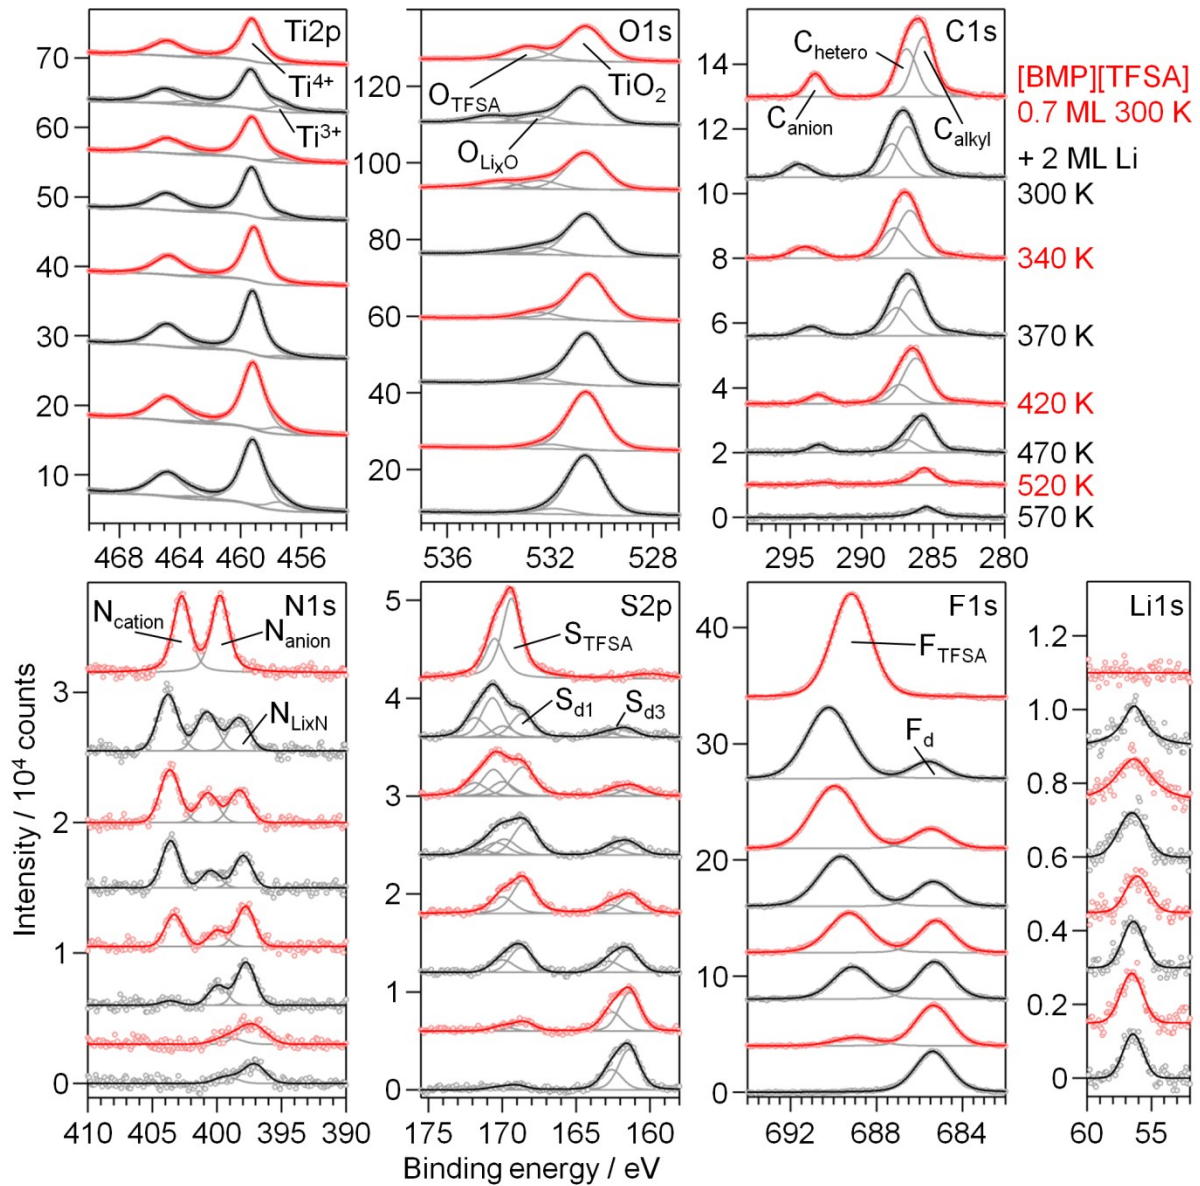 Ti2p
70
60
50
40
30
20
10
Ti4+
Ti3+
468 464 460 456
O1s
120
100
80
60
40
20
OTFSA
TiO2
OLixO
536 532 528
C1s
14
12
10
8
6
4
2
0
Chetero
Canion
Calkyl
295 290 285 280
[BMP][TFSA]
0.7 ML 300 K
+ 2 ML Li
300 K
340 K
370 K
420 K
470 K
520 K
570 K
Intensity / 10⁴ counts
N1s
3
2
1
0
Ncation
Nanion
NLixN
410 405 400 395 390
S2p
5
4
3
2
1
0
STFSA
Sd1
Sd3
175 170 165 160
F1s
40
30
20
10
0
FTFSA
Fd
692 688 684
Li1s
1.2
1.0
0.8
0.6
0.4
0.2
0
60 55
Binding energy / eV